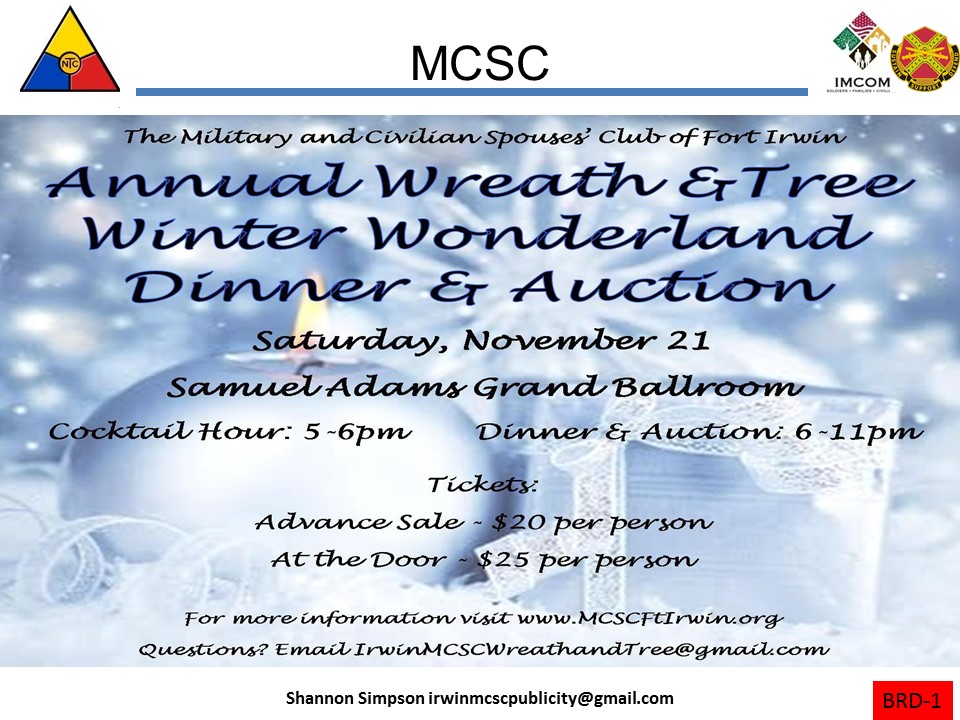 NTC
MCSC
IMCOM
SOLDIERS • FAMILIES • CIVILI
SUSTAIN SUPPORT DEFEND
The Military and Civilian Spouses' Club of Fort Irwin
Annual Wreath &Tree
Winter Wonderland
Dinner & Auction
Saturday, November 21
Samuel Adams Grand Ballroom
Cocktail Hour: 5-6pm Dinner & Auction: 6-11pm
Tickets:
Advance Sale - $20 per person
At the Door - $25 per person
For more information visit www.MCSCFtIrwin.org
Questions? Email IrwinMCSCWreathandTree@gmail.com
Shannon Simpson irwinmcscpublicity@gmail.com
BRD-1